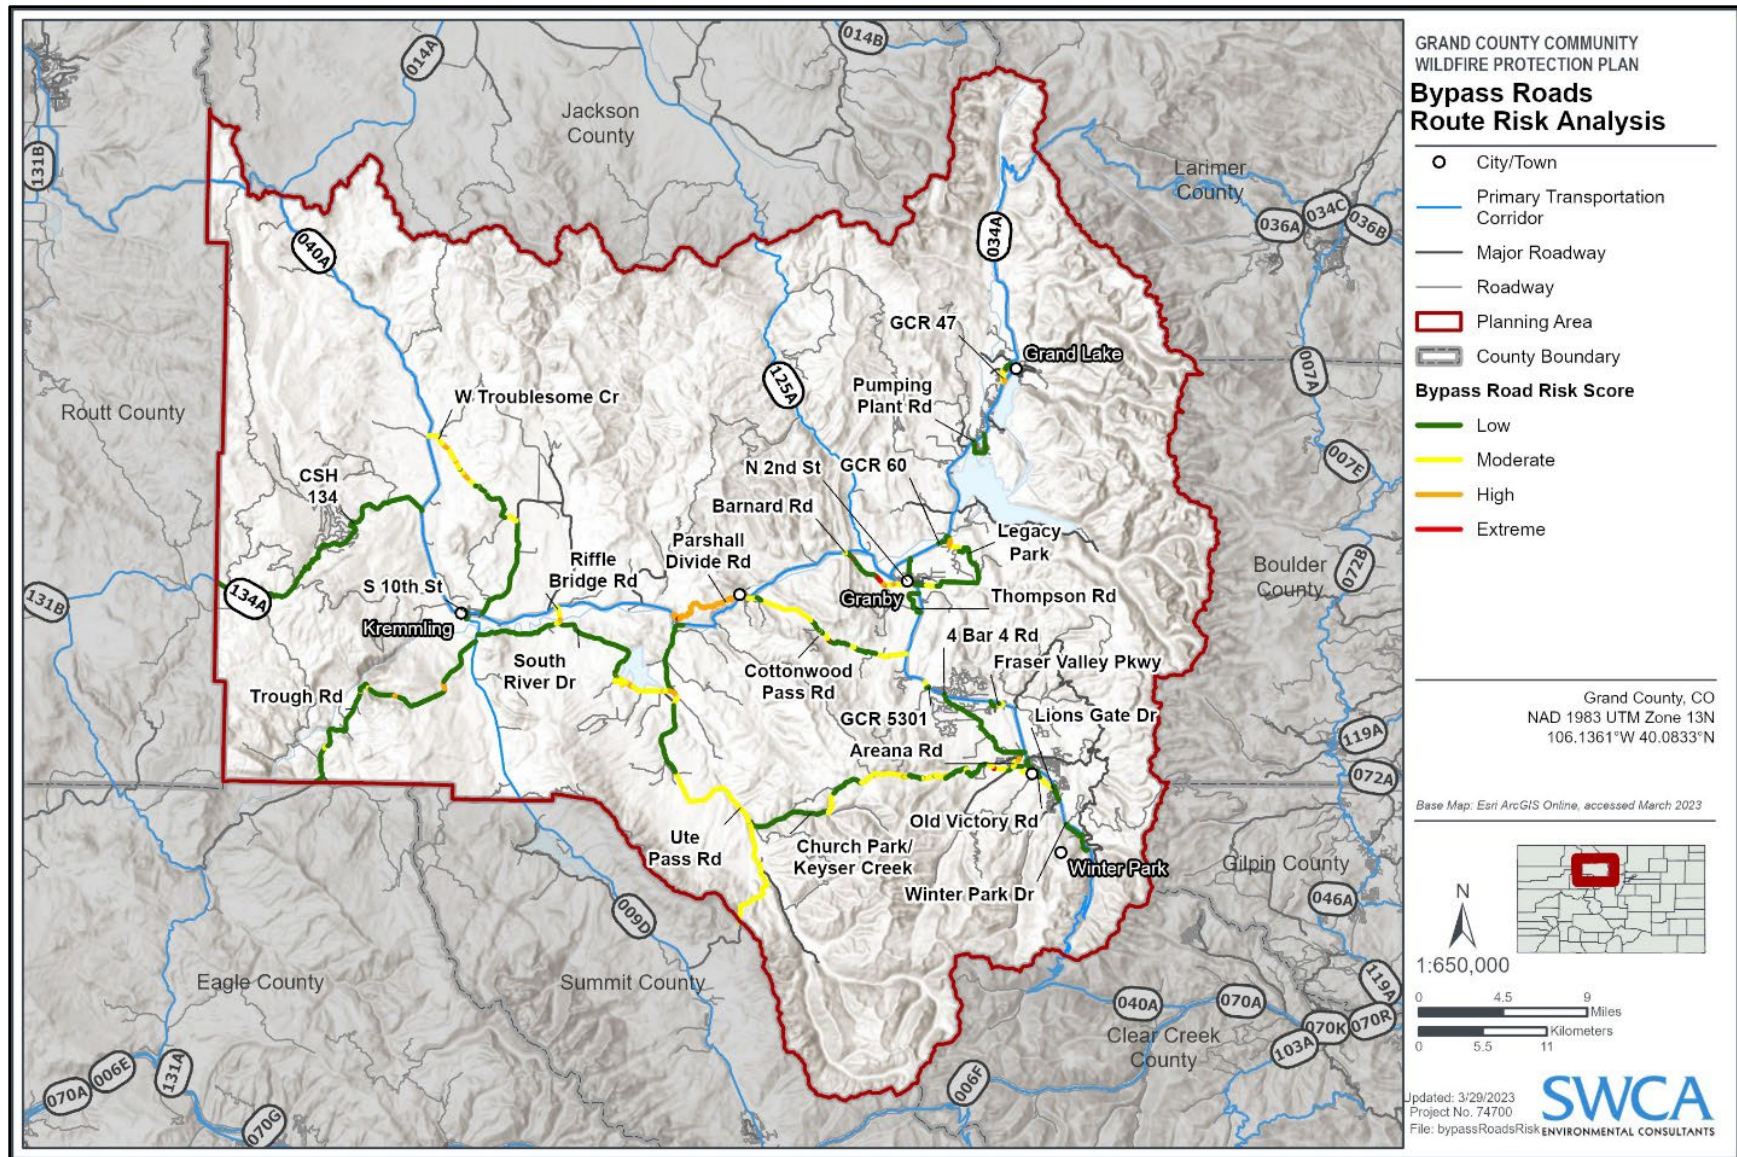 GRAND COUNTY COMMUNITY
WILDFIRE PROTECTION PLAN
Bypass Roads
Route Risk Analysis
City/Town
Primary Transportation
Corridor
Major Roadway
Roadway
Planning Area
County Boundary
Bypass Road Risk Score
Low
Moderate
High
Extreme
Grand County, CO
NAD 1983 UTM Zone 13N
106.1361°W 40.0833°N
Base Map: Esri ArcGIS Online, accessed March 2023
N
1:650,000
0 4.5 9
Miles
Kilometers
0 5.5 11
Updated: 3/29/2023
Project No. 74700
File: bypassRoadsRisk
SWCA
ENVIRONMENTAL CONSULTANTS
014A
014B
Jackson
County
131B
Larimer
County
034C
036A
036B
040A
034A
GCR 47
Grand Lake
007A
125A
Pumping
Plant Rd
Routt County
W Troublesome Cr
007E
N 2nd St
GCR 60
CSH
134
Barnard Rd
Legacy
Park
Parshall
Divide Rd
Riffle
Bridge Rd
Boulder
County
072B
134A
131B
S 10th St
Granby
Thompson Rd
Kremmling
4 Bar 4 Rd
South
River Dr
Cottonwood
Pass Rd
Fraser Valley Pkwy
Trough Rd
GCR 5301
Lions Gate Dr
Areana Rd
119A
072A
Old Victory Rd
Ute
Pass Rd
Church Park/
Keyser Creek
Winter Park
Gilpin County
Winter Park Dr
046A
009D
Eagle County
Summit County
119A
040A
070A
070K
070R
Clear Creek
County
103A
131A
006E
070A
006F
070G